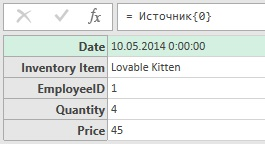 fx = Источник{0}
Date 10.05.2014 0:00:00
Inventory Item Lovable Kitten
EmployeeID 1
Quantity 4
Price 45